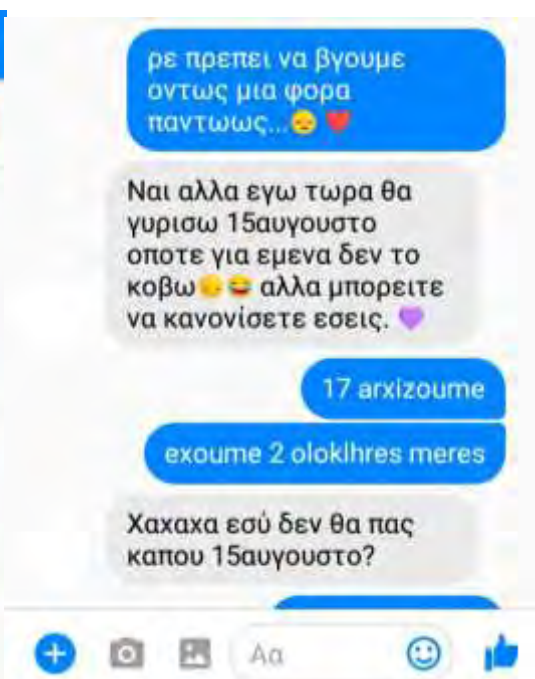 ρε πρεπει να βγουμε
οντως μια φορα
παντωως...😔 ❤️
Ναι αλλα εγω τωρα θα
γυρισω 15αυγουστο
οποτε για εμενα δεν το
κοβω😔😂 αλλα μπορειτε
να κανονίσετε εσεις. 💜
17 arxizoume
exoume 2 oloklhres meres
Χαχαχα εσύ δεν θα πας
καπου 15αυγουστο?
Aα